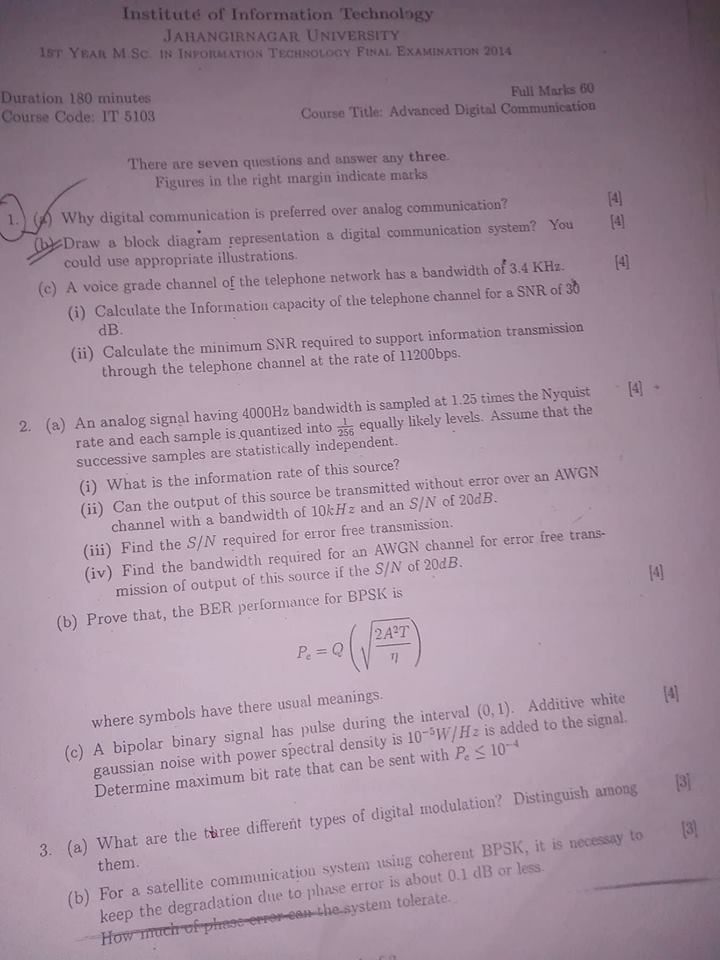 Institute of Information Technology
JAHANGIRNAGAR UNIVERSITY
1ST YEAR M.SC. IN INFORMATION TECHNOLOGY FINAL EXAMINATION 2014
Duration 180 minutes Full Marks 60
Course Code: IT 5103 Course Title: Advanced Digital Communication
There are seven questions and answer any three.
Figures in the right margin indicate marks
1. (a) Why digital communication is preferred over analog communication? [4]
(b) Draw a block diagram representation a digital communication system? You [4]
could use appropriate illustrations.
(c) A voice grade channel of the telephone network has a bandwidth of 3.4 KHz. [4]
(i) Calculate the Information capacity of the telephone channel for a SNR of 30
dB.
(ii) Calculate the minimum SNR required to support information transmission
through the telephone channel at the rate of 11200bps.
2. (a) An analog signal having 4000Hz bandwidth is sampled at 1.25 times the Nyquist [4]
rate and each sample is quantized into 1/256 equally likely levels. Assume that the
successive samples are statistically independent.
(i) What is the information rate of this source?
(ii) Can the output of this source be transmitted without error over an AWGN
channel with a bandwidth of 10kHz and an S/N of 20dB.
(iii) Find the S/N required for error free transmission.
(iv) Find the bandwidth required for an AWGN channel for error free trans-
mission of output of this source if the S/N of 20dB.
(b) Prove that, the BER performance for BPSK is [4]
P_e = Q(√(2A²T/η))
where symbols have there usual meanings.
(c) A bipolar binary signal has pulse during the interval (0, 1). Additive white [4]
gaussian noise with power spectral density is 10⁻⁵W/Hz is added to the signal.
Determine maximum bit rate that can be sent with P_e ≤ 10⁻⁴
3. (a) What are the three different types of digital modulation? Distinguish among [3]
them.
(b) For a satellite communication system using coherent BPSK, it is necessay to [3]
keep the degradation due to phase error is about 0.1 dB or less.
How much of phase error can the system tolerate.